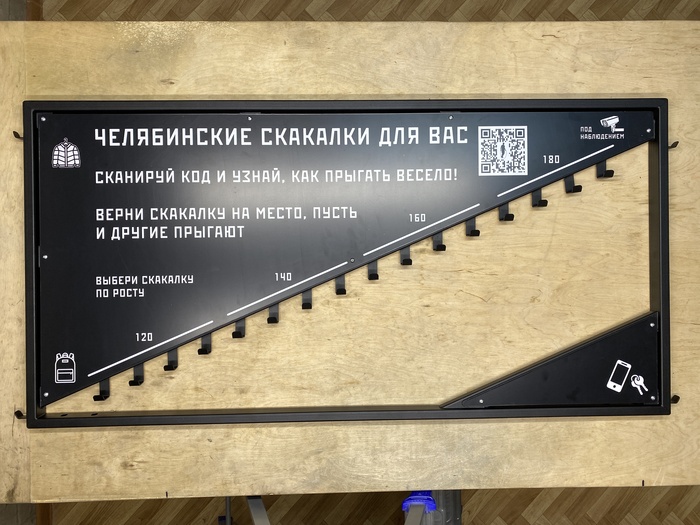 ЧЕЛЯБИНСКИЕ СКАКАЛКИ ДЛЯ ВАС
ПОД
НАБЛЮДЕНИЕМ
СКАНИРУЙ КОД И УЗНАЙ, КАК ПРЫГАТЬ ВЕСЕЛО!
180
ВЕРНИ СКАКАЛКУ НА МЕСТО, ПУСТЬ
И ДРУГИЕ ПРЫГАЮТ
160
ВЫБЕРИ СКАКАЛКУ
ПО РОСТУ
140
120